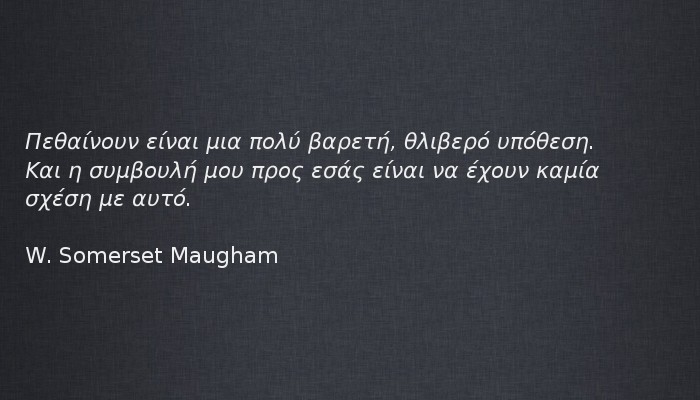 Πεθαίνουν είναι μια πολύ βαρετή, θλιβερό υπόθεση.
Και η συμβουλή μου προς εσάς είναι να έχουν καμία
σχέση με αυτό.
W. Somerset Maugham